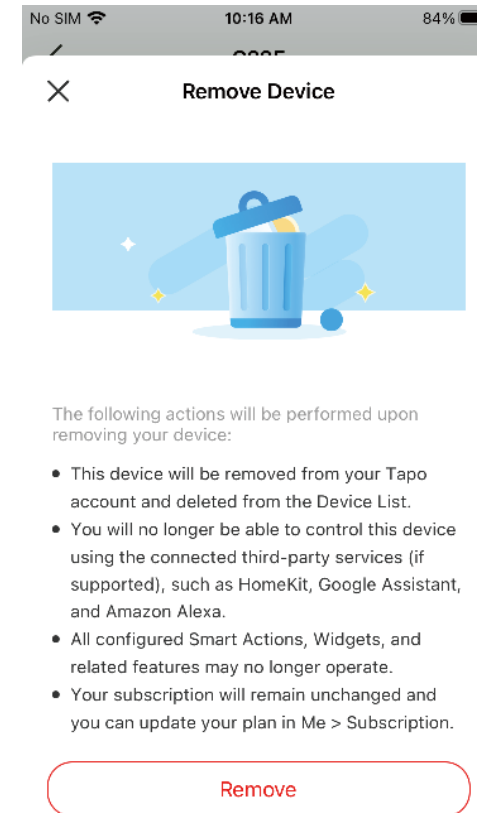 No SIM 10:16 AM 84%
Remove Device
The following actions will be performed upon
removing your device:
• This device will be removed from your Tapo
account and deleted from the Device List.
• You will no longer be able to control this device
using the connected third-party services (if
supported), such as HomeKit, Google Assistant,
and Amazon Alexa.
• All configured Smart Actions, Widgets, and
related features may no longer operate.
• Your subscription will remain unchanged and
you can update your plan in Me > Subscription.
Remove